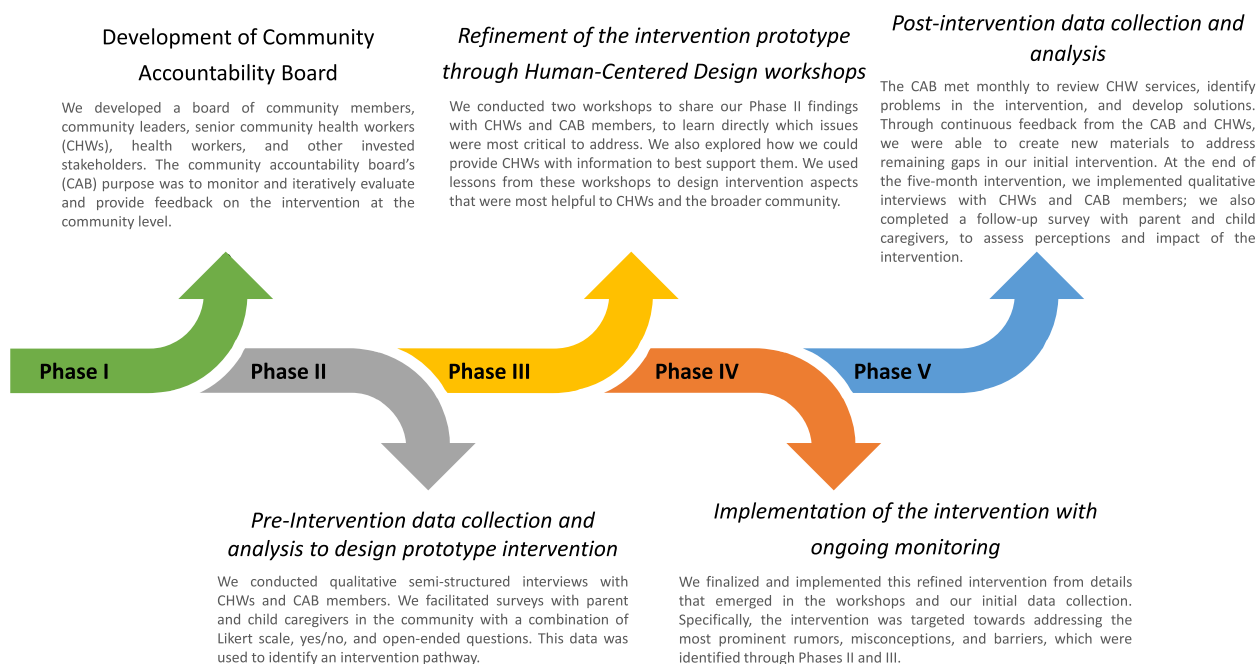 Development of Community
Accountability Board
We developed a board of community members,
community leaders, senior community health workers
(CHWs), health workers, and other invested
stakeholders. The community accountability board's
(CAB) purpose was to monitor and iteratively evaluate
and provide feedback on the intervention at the
community level.
Refinement of the intervention prototype
through Human-Centered Design workshops
We conducted two workshops to share our Phase II findings
with CHWs and CAB members, to learn directly which issues
were most critical to address. We also explored how we could
provide CHWs with information to best support them. We used
lessons from these workshops to design intervention aspects
that were most helpful to CHWs and the broader community.
Post-intervention data collection and
analysis
The CAB met monthly to review CHW services, identify
problems in the intervention, and develop solutions.
Through continuous feedback from the CAB and CHWs,
we were able to create new materials to address
remaining gaps in our initial intervention. At the end of
the five-month intervention, we implemented qualitative
interviews with CHWs and CAB members; we also
completed a follow-up survey with parent and child
caregivers, to assess perceptions and impact of the
intervention.
Phase I
Phase II
Phase III
Phase IV
Phase V
Pre-Intervention data collection and
analysis to design prototype intervention
We conducted qualitative semi-structured interviews with
CHWs and CAB members. We facilitated surveys with parent
and child caregivers in the community with a combination of
Likert scale, yes/no, and open-ended questions. This data was
used to identify an intervention pathway.
Implementation of the intervention with
ongoing monitoring
We finalized and implemented this refined intervention from details
that emerged in the workshops and our initial data collection.
Specifically, the intervention was targeted towards addressing the
most prominent rumors, misconceptions, and barriers, which were
identified through Phases II and III.